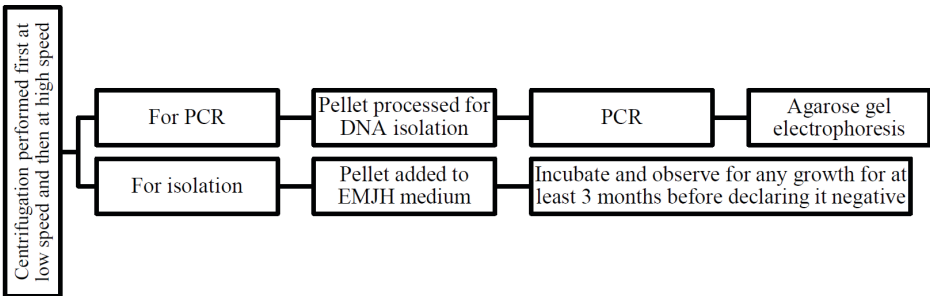 Centrifugation performed first at
low speed and then at high speed
For PCR
Pellet processed for
DNA isolation
PCR
Agarose gel
electrophoresis
For isolation
Pellet added to
EMJH medium
Incubate and observe for any growth for at
least 3 months before declaring it negative